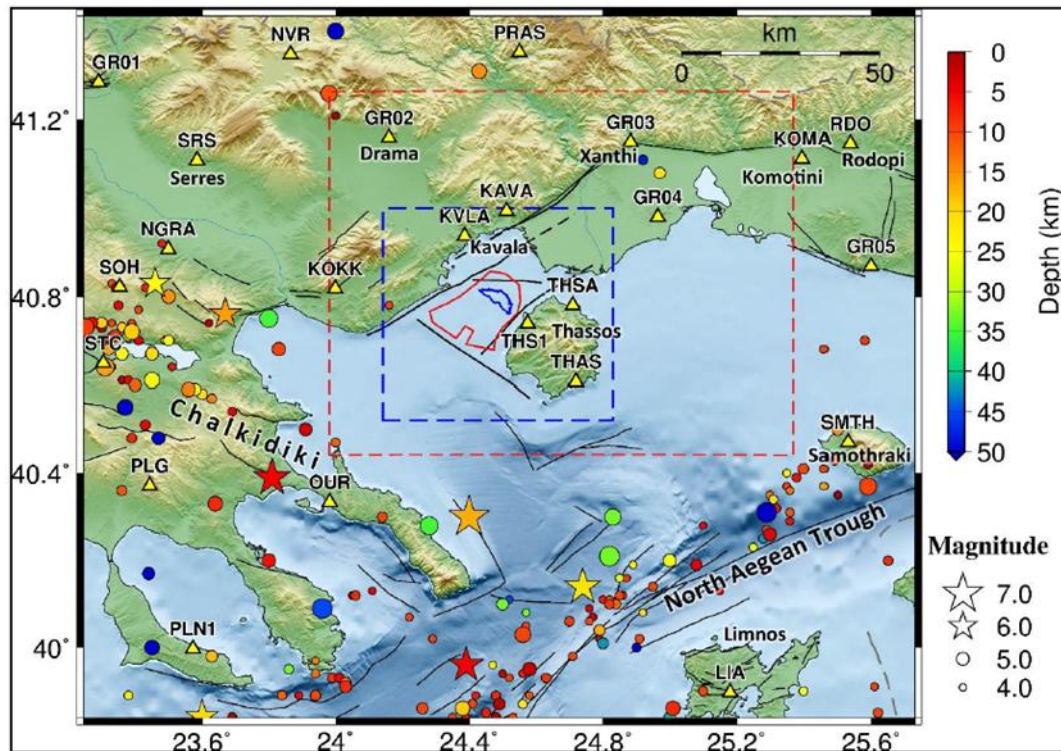 NVR
PRAS
km
0
50
GR01
41.2˚
GR02
Drama
GR03
Xanthi
KOMA
Komotini
RDO
Rodopi
SRS
Serres
KAVA
KVLA
Kavala
GR04
NGRA
SOH
KOKK
GR05
40.8˚
THSA
Thassos
THS1
THAS
STC
Chalkidiki
SMTH
Samothraki
40.4˚
PLG
OUR
North Aegean Trough
PLN1
Limnos
LIA
40˚
23.6˚
24˚
24.4˚
24.8˚
25.2˚
25.6˚
0
5
10
15
20
25
30
35
40
45
50
Depth (km)
Magnitude
7.0
6.0
5.0
4.0